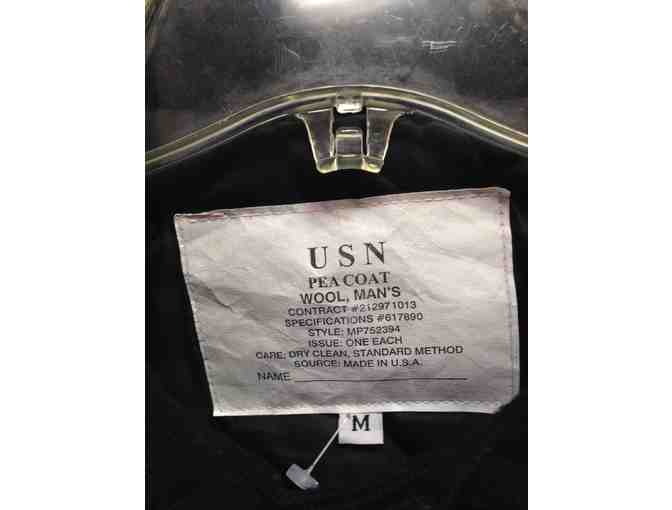 USN
PEA COAT
WOOL, MAN'S
CONTRACT #212971013
SPECIFICATIONS #617890
STYLE: MP752394
ISSUE: ONE EACH
CARE: DRY CLEAN, STANDARD METHOD
SOURCE: MADE IN U.S.A.
NAME
M